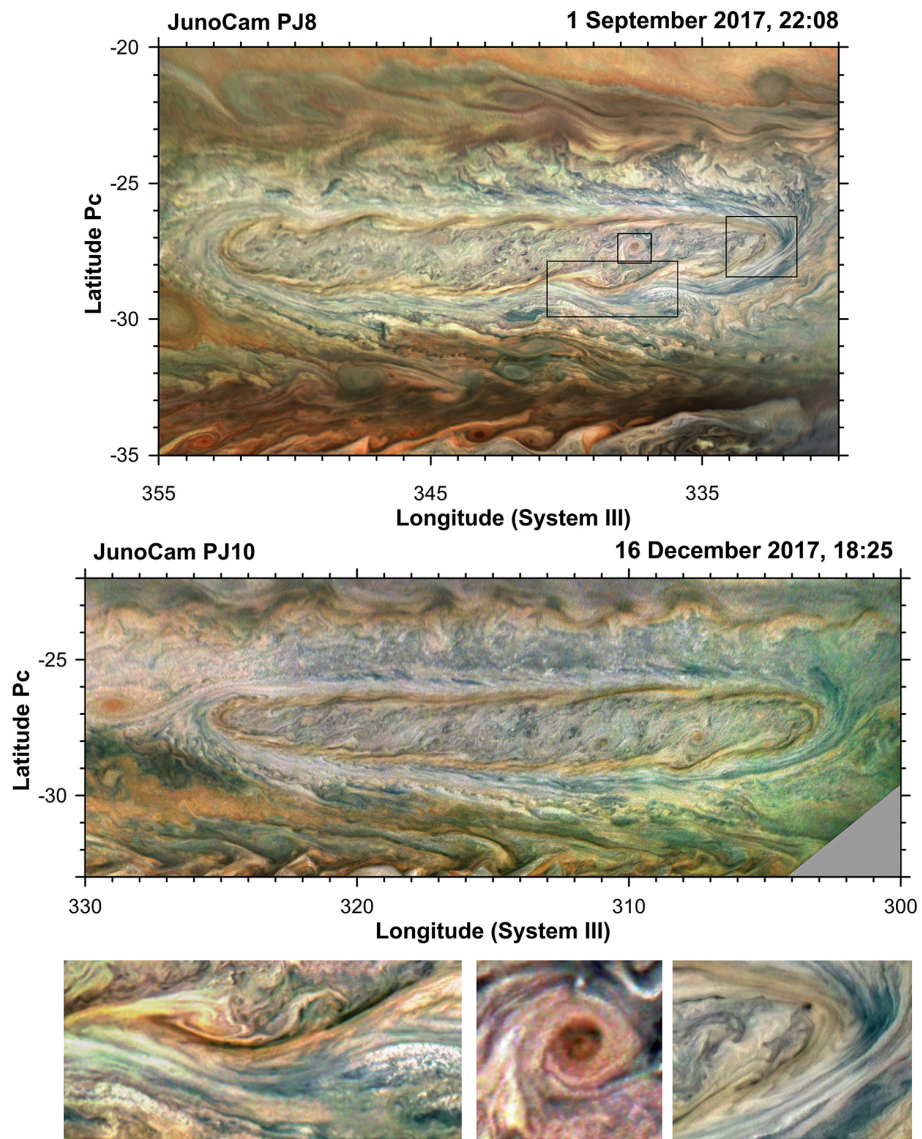 JunoCam PJ8 1 September 2017, 22:08
-20
-25
-30
-35
Latitude Pc
355 345 335
Longitude (System III)
JunoCam PJ10 16 December 2017, 18:25
-25
-30
Latitude Pc
330 320 310 300
Longitude (System III)